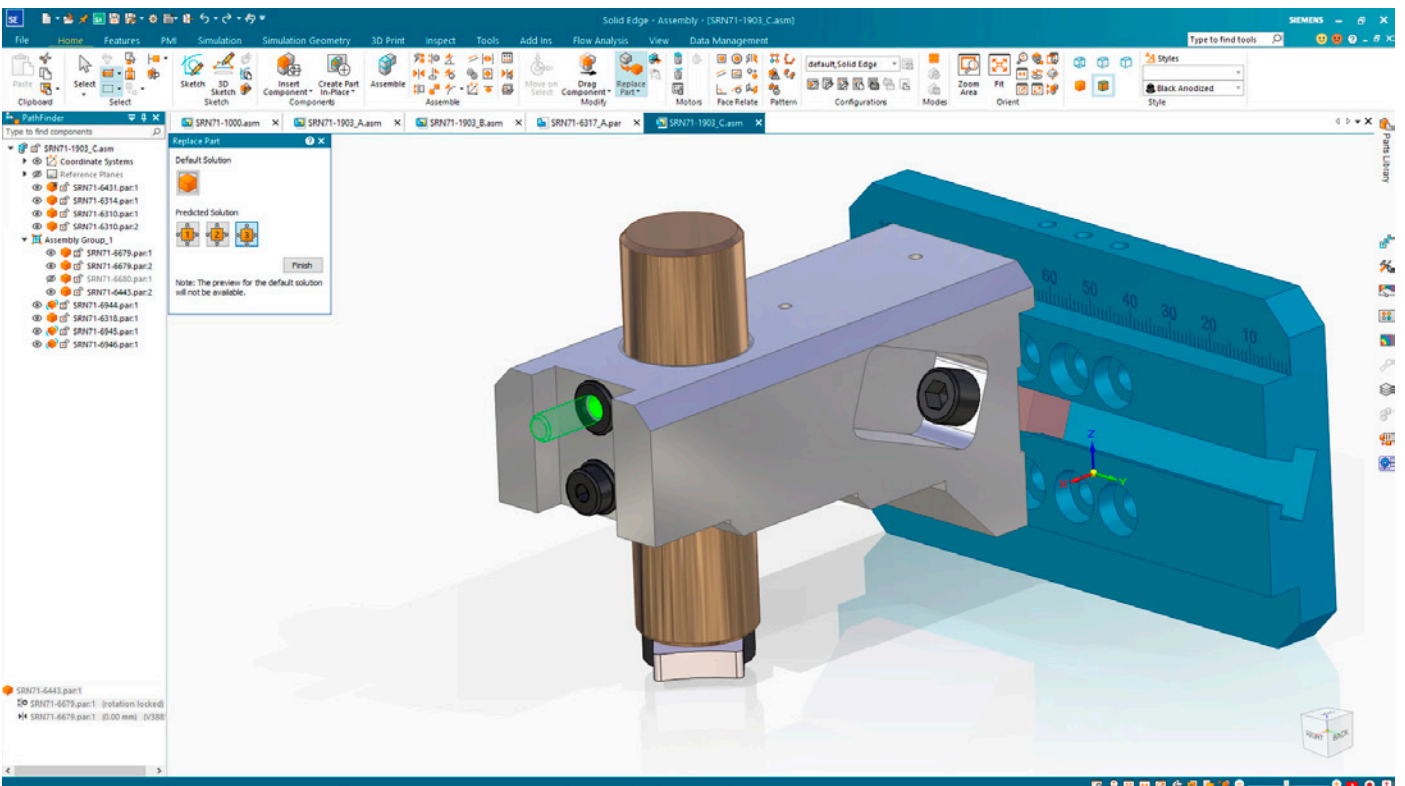 SE
Solid Edge - Assembly - [SRN71-1903_C.asm]
SIEMENS
File Home Features PMI Simulation Simulation Geometry 3D Print Inspect Tools Add Ins Flow Analysis View Data Management
Type to find tools
Paste
Clipboard
Select
Select
Sketch
3D Sketch
Sketch
Insert Component
Create Part In-Place
Components
Assemble
Assemble
Move on Select
Drag Component
Replace Part
Modify
Motors
Face Relate
Pattern
default,Solid Edge
Configurations
Modes
Zoom Area
Fit
Orient
Styles
Black Anodized
Style
PathFinder
Type to find components
SRN71-1000.asm
SRN71-1903_A.asm
SRN71-1903_B.asm
SRN71-6317_A.par
SRN71-1903_C.asm
SRN71-1903_C.asm
Coordinate Systems
Reference Planes
SRN71-6431.par:1
SRN71-6314.par:1
SRN71-6310.par:1
SRN71-6310.par:2
Assembly Group_1
SRN71-6679.par:1
SRN71-6679.par:2
SRN71-6680.par:1
SRN71-6443.par:2
SRN71-6944.par:1
SRN71-6318.par:1
SRN71-6945.par:1
SRN71-6946.par:1
Replace Part
Default Solution
Predicted Solution
1 2 3
Finish
Note: The preview for the default solution
will not be available.
60 50 40 30 20 10
Z
X
Y
Parts Library
SRN71-6443.par:1
SRN71-6679.par:1 (rotation locked)
SRN71-6679.par:1 (0.00 mm) (V388
RIGHT
BACK